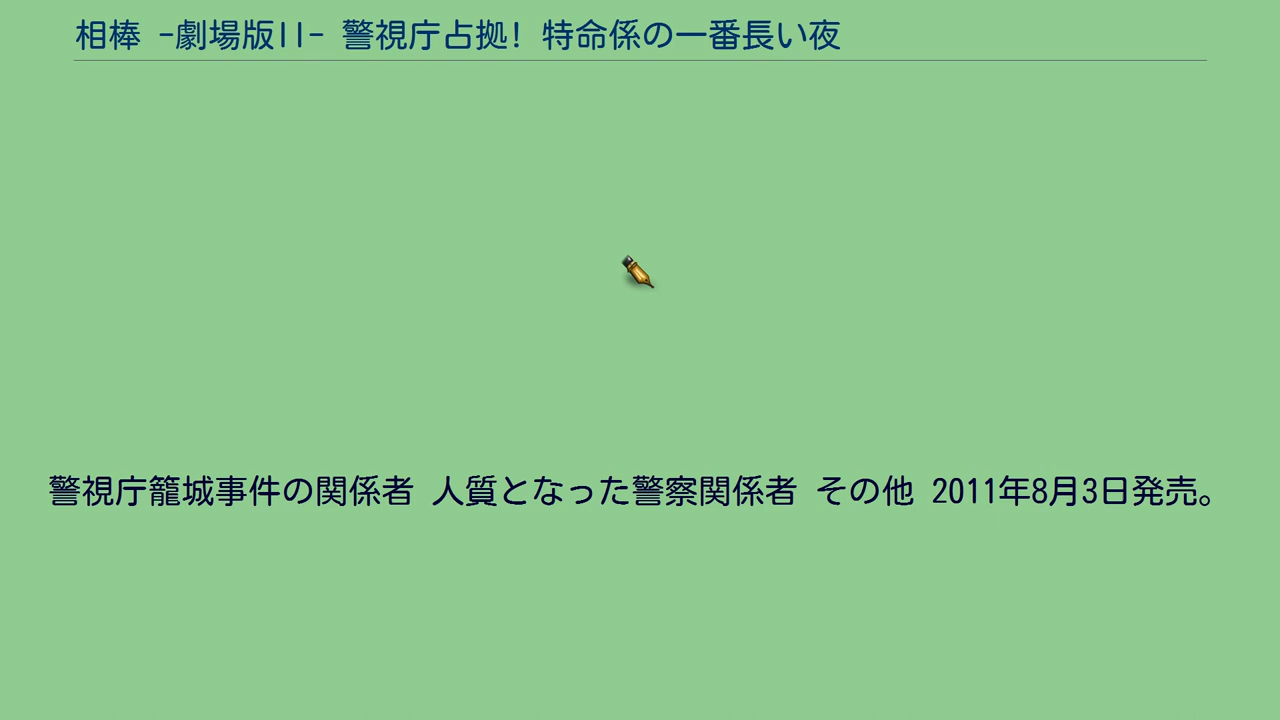 相棒 -劇場版II- 警視庁占拠! 特命係の一番長い夜
警視庁籠城事件の関係者 人質となった警察関係者 その他 2011年8月3日発売。